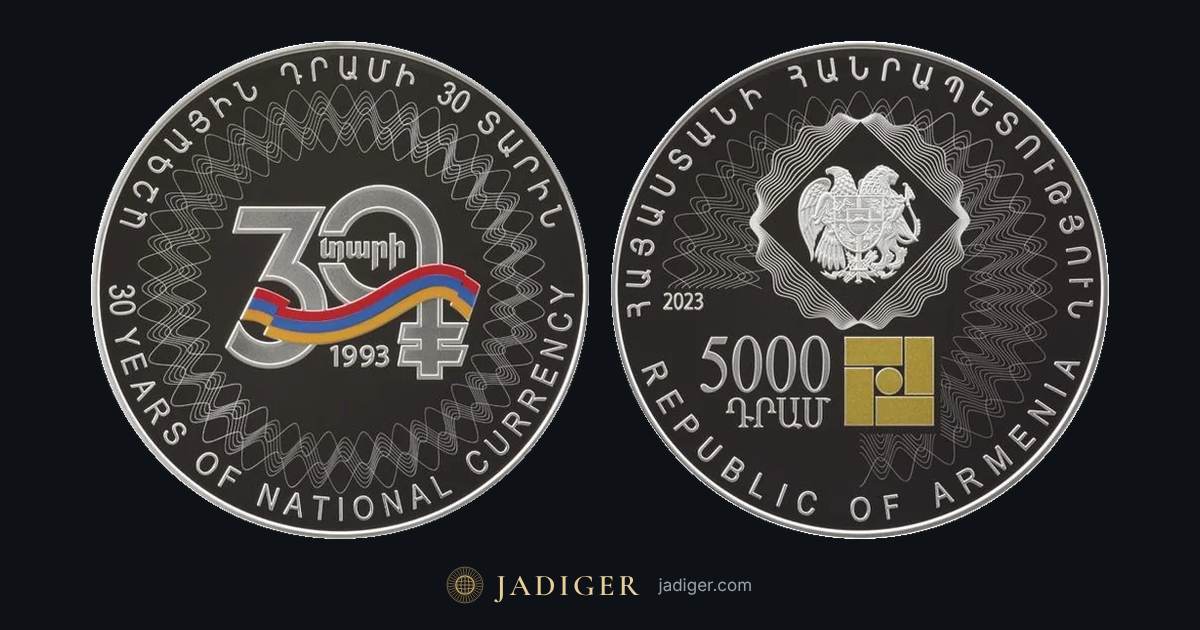 ԱԶԳԱՅԻՆ ԴՐԱՄԻ 30 ՏԱՐԻՆ
30
տարի
1993
30 YEARS OF NATIONAL CURRENCY
ՀԱՅԱՍՏԱՆԻ ՀԱՆՐԱՊԵՏՈՒԹՅՈՒՆ
2023
5000
ԴՐԱՄ
REPUBLIC OF ARMENIA
JADIGER jadiger.com